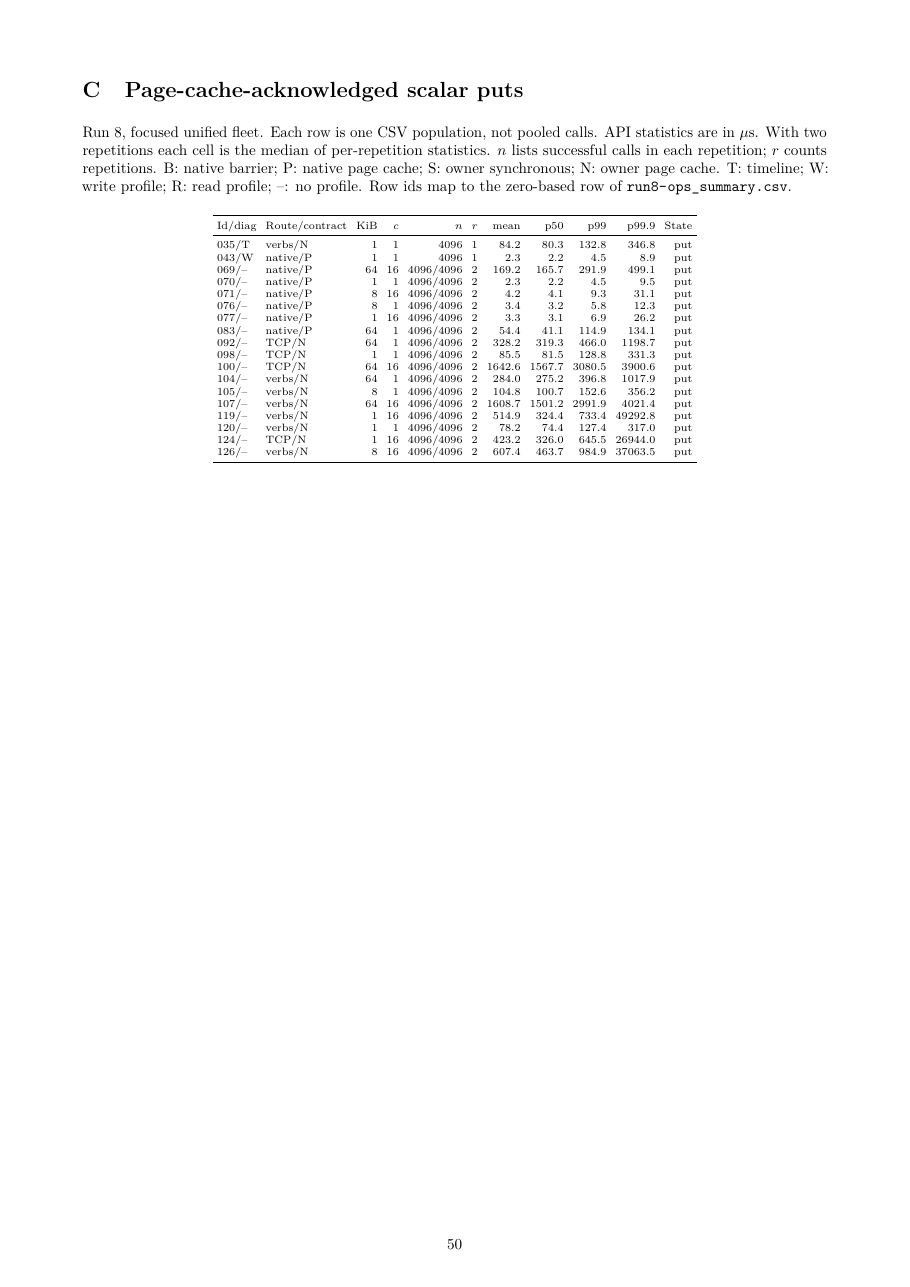 C Page-cache-acknowledged scalar puts
Run 8, focused unified fleet. Each row is one CSV population, not pooled calls. API statistics are in μs. With two
repetitions each cell is the median of per-repetition statistics. n lists successful calls in each repetition; r counts
repetitions. B: native barrier; P: native page cache; S: owner synchronous; N: owner page cache. T: timeline; W:
write profile; R: read profile; –: no profile. Row ids map to the zero-based row of run8-ops_summary.csv.
Id/diag Route/contract KiB c n r mean p50 p99 p99.9 State
035/T verbs/N 1 1 4096 1 84.2 80.3 132.8 346.8 put
043/W native/P 1 1 4096 1 2.3 2.2 4.5 8.9 put
069/– native/P 64 16 4096/4096 2 169.2 165.7 291.9 499.1 put
070/– native/P 1 1 4096/4096 2 2.3 2.2 4.5 9.5 put
071/– native/P 8 16 4096/4096 2 4.2 4.1 9.3 31.1 put
076/– native/P 8 1 4096/4096 2 3.4 3.2 5.8 12.3 put
077/– native/P 1 16 4096/4096 2 3.3 3.1 6.9 26.2 put
083/– native/P 64 1 4096/4096 2 54.4 41.1 114.9 134.1 put
092/– TCP/N 64 1 4096/4096 2 328.2 319.3 466.0 1198.7 put
098/– TCP/N 1 1 4096/4096 2 85.5 81.5 128.8 331.3 put
100/– TCP/N 64 16 4096/4096 2 1642.6 1567.7 3080.5 3900.6 put
104/– verbs/N 64 1 4096/4096 2 284.0 275.2 396.8 1017.9 put
105/– verbs/N 8 1 4096/4096 2 104.8 100.7 152.6 356.2 put
107/– verbs/N 64 16 4096/4096 2 1608.7 1501.2 2991.9 4021.4 put
119/– verbs/N 1 16 4096/4096 2 514.9 324.4 733.4 49292.8 put
120/– verbs/N 1 1 4096/4096 2 78.2 74.4 127.4 317.0 put
124/– TCP/N 1 16 4096/4096 2 423.2 326.0 645.5 26944.0 put
126/– verbs/N 8 16 4096/4096 2 607.4 463.7 984.9 37063.5 put
50